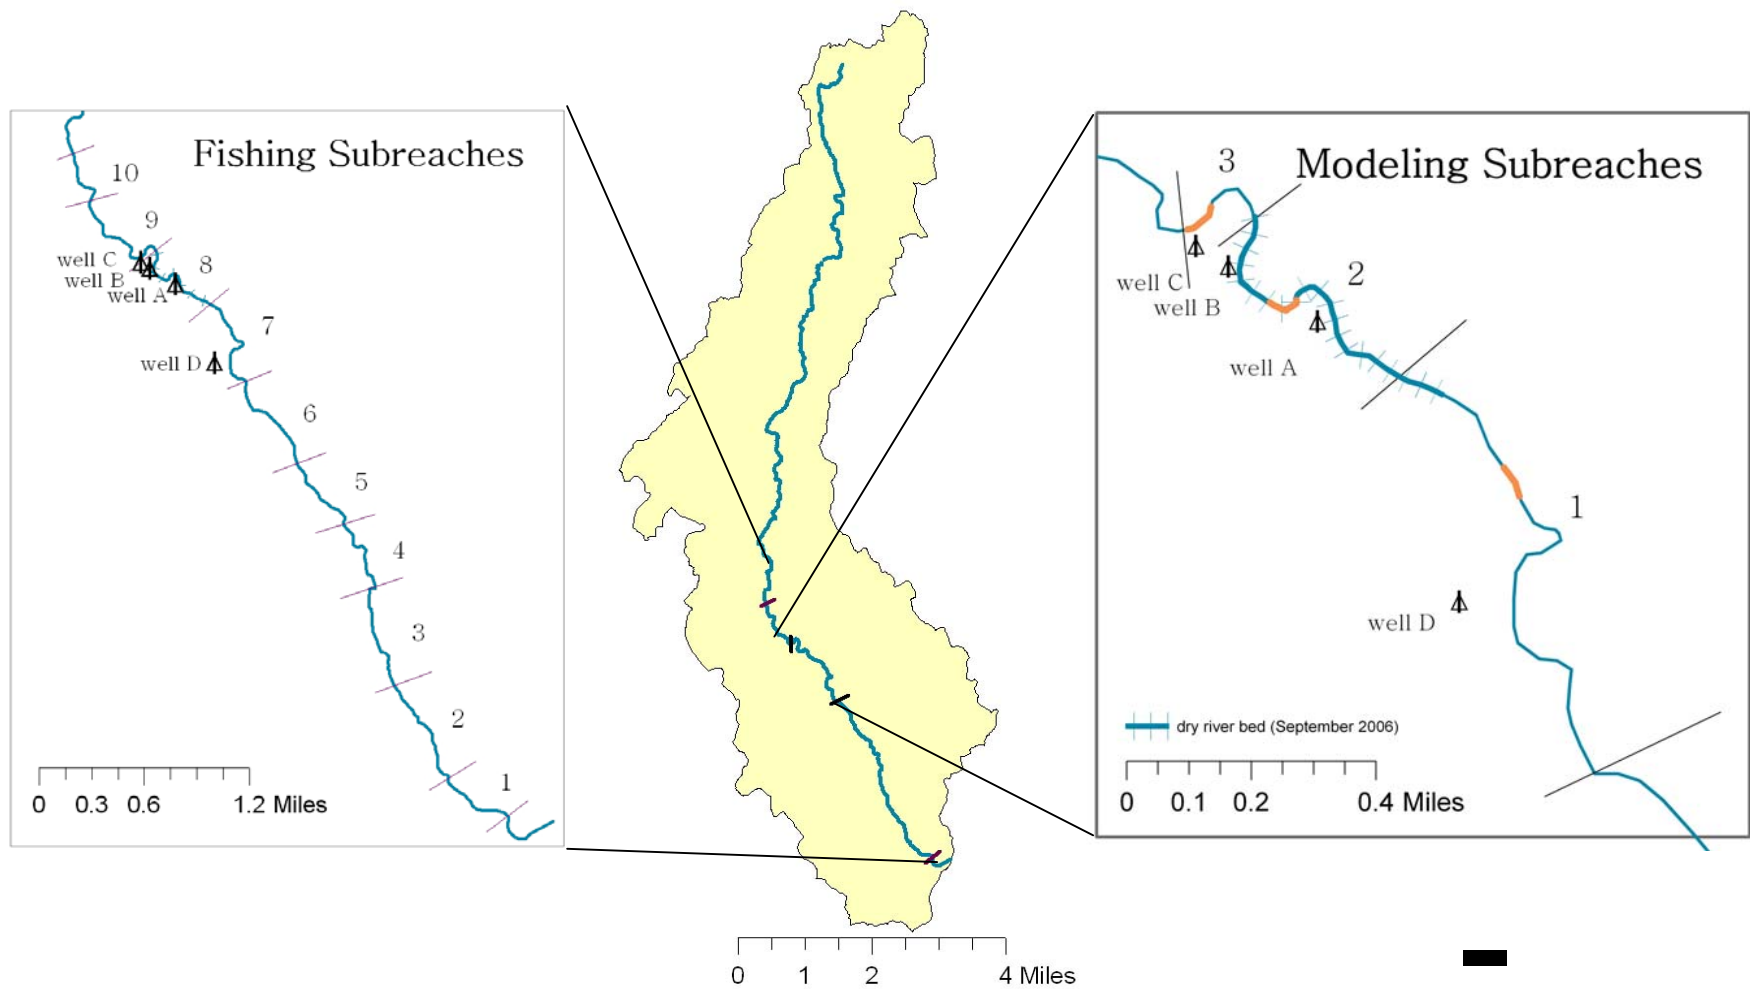 Fishing Subreaches
10
9
well C
8
well B
well A
7
well D
6
5
4
3
2
1
0 0.3 0.6 1.2 Miles
0 1 2 4 Miles
Modeling Subreaches
3
2
well C
well B
well A
1
well D
dry river bed (September 2006)
0 0.1 0.2 0.4 Miles